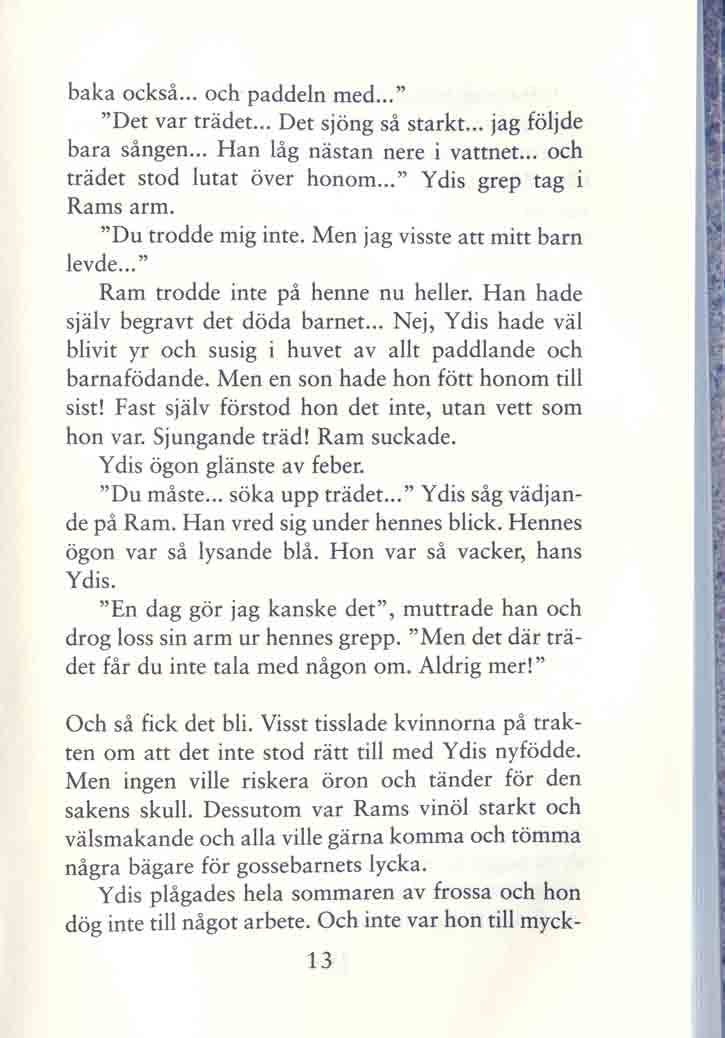 baka också... och paddeln med...”
”Det var trädet... Det sjöng så starkt... jag följde
bara sången... Han låg nästan nere i vattnet... och
trädet stod lutat över honom...” Ydis grep tag i
Rams arm.
”Du trodde mig inte. Men jag visste att mitt barn
levde...”
Ram trodde inte på henne nu heller. Han hade
själv begravt det döda barnet... Nej, Ydis hade väl
blivit yr och susig i huvet av allt paddlande och
barnafödande. Men en son hade hon fött honom till
sist! Fast själv förstod hon det inte, utan vett som
hon var. Sjungande träd! Ram suckade.
Ydis ögon glänste av feber.
”Du måste... söka upp trädet...” Ydis såg vädjan-
de på Ram. Han vred sig under hennes blick. Hennes
ögon var så lysande blå. Hon var så vacker, hans
Ydis.
”En dag gör jag kanske det”, muttrade han och
drog loss sin arm ur hennes grepp. ”Men det där trä-
det får du inte tala med någon om. Aldrig mer!”
Och så fick det bli. Visst tisslade kvinnorna på trak-
ten om att det inte stod rätt till med Ydis nyfödde.
Men ingen ville riskera öron och tänder för den
sakens skull. Dessutom var Rams vinöl starkt och
välsmakande och alla ville gärna komma och tömma
några bägare för gossebarnets lycka.
Ydis plågades hela sommaren av frossa och hon
dög inte till något arbete. Och inte var hon till myck-
13